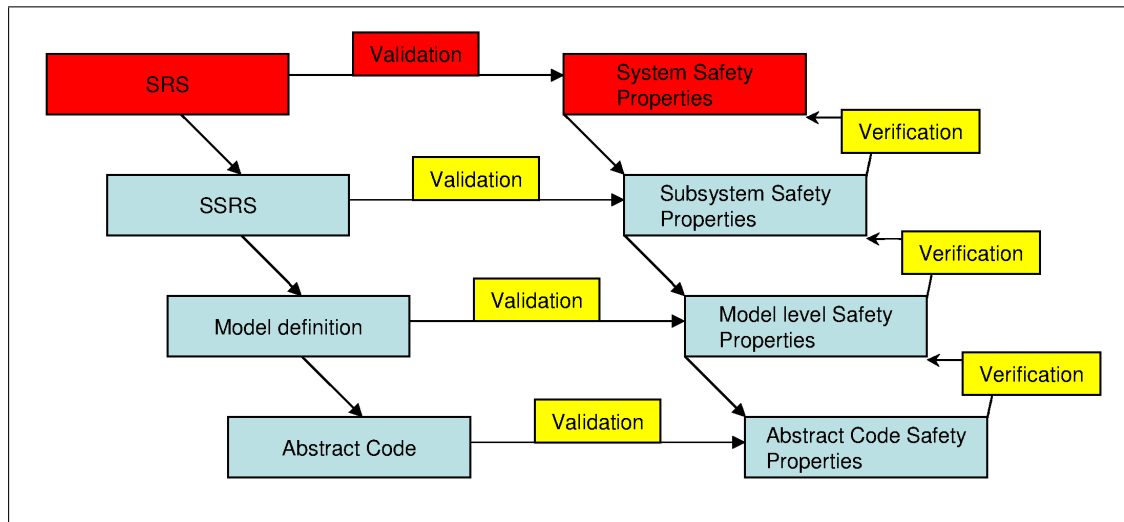 Validation
SRS
System Safety
Properties
Verification
Validation
SSRS
Subsystem Safety
Properties
Verification
Validation
Model definition
Model level Safety
Properties
Verification
Validation
Abstract Code
Abstract Code Safety
Properties